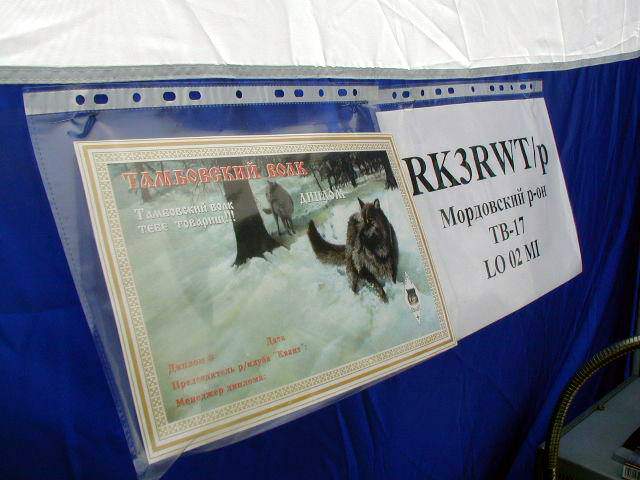 ТАМБОВСКИЙ ВОЛК
ДИПЛОМ
Тамбовский волк
тебе товарищ!!!
Диплом № Дата
Председатель р/клуба "Квант":
Менеджер диплома:
RK3RWT/p
Мордовский р-он
ТВ-17
LO 02 MI